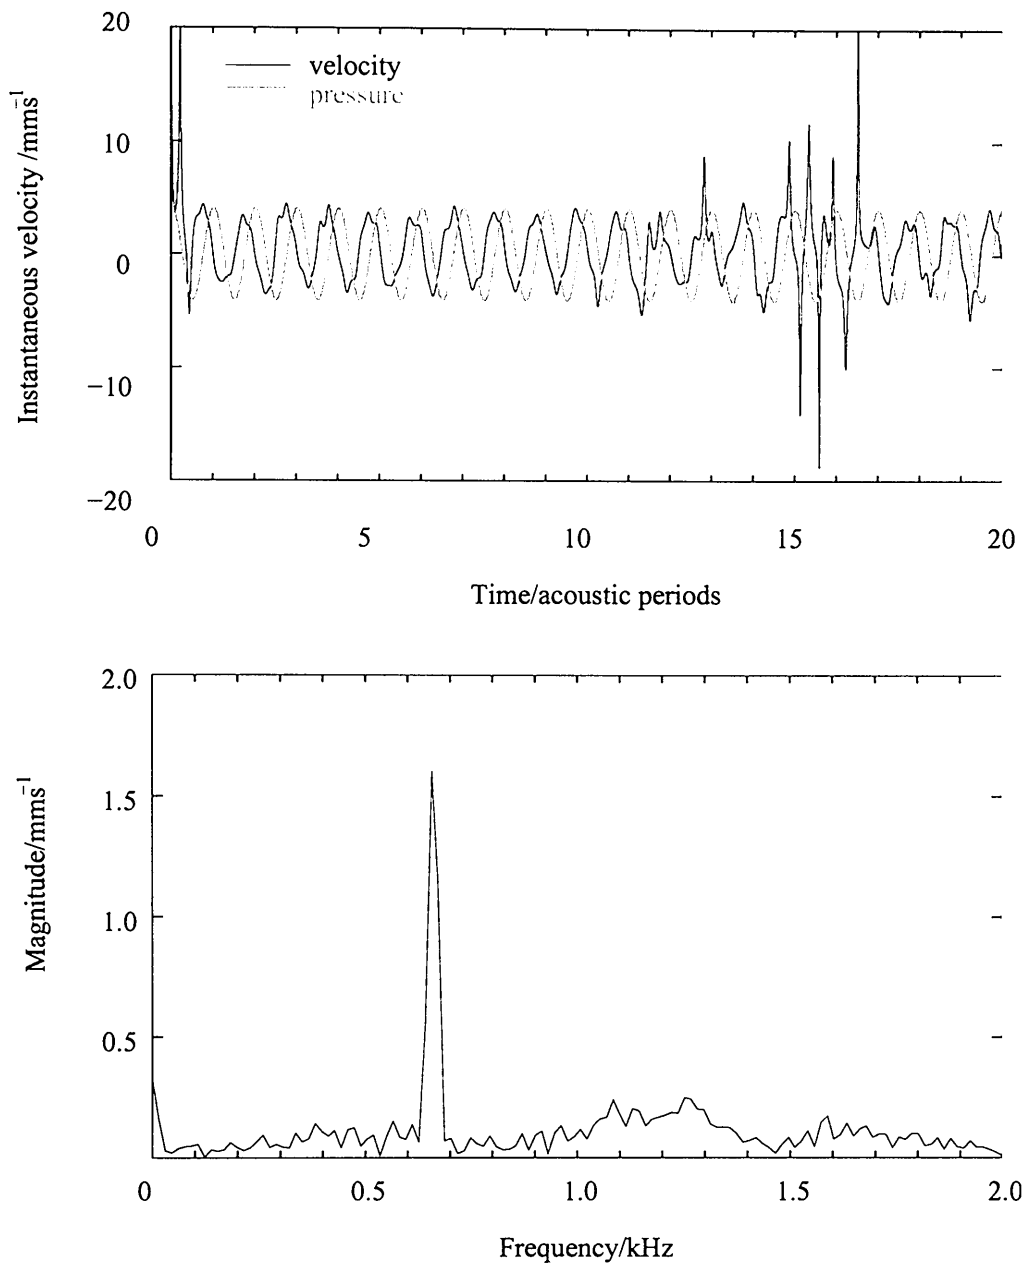 20
velocity
pressure
10
0
−10
−20
Instantaneous velocity /mms⁻¹
0 5 10 15 20
Time/acoustic periods
2.0
1.5
1.0
0.5
Magnitude/mms⁻¹
0 0.5 1.0 1.5 2.0
Frequency/kHz